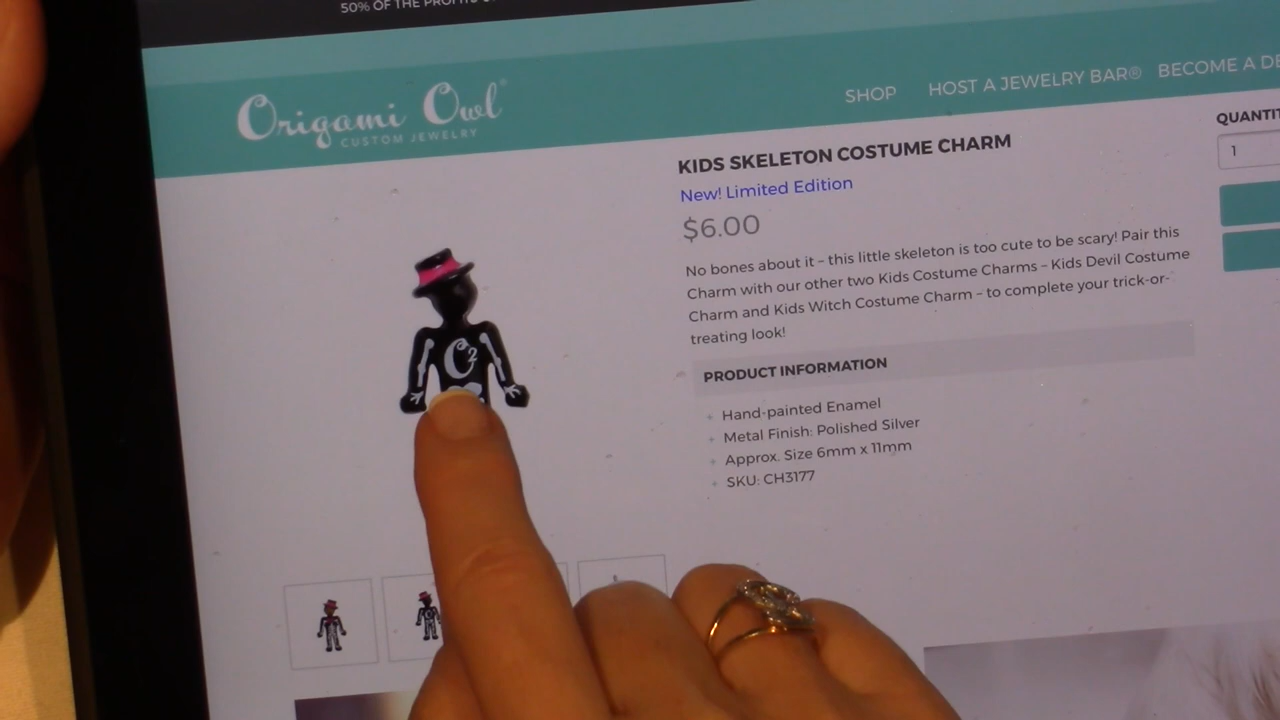 50% OF THE PROFITS
Origami Owl®
CUSTOM JEWELRY
SHOP HOST A JEWELRY BAR® BECOME A DE
KIDS SKELETON COSTUME CHARM
New! Limited Edition
$6.00
No bones about it – this little skeleton is too cute to be scary! Pair this
Charm with our other two Kids Costume Charms – Kids Devil Costume
Charm and Kids Witch Costume Charm – to complete your trick-or-
treating look!
PRODUCT INFORMATION
Hand-painted Enamel
Metal Finish: Polished Silver
Approx. Size 6mm x 11mm
SKU: CH3177
QUANTIT
1